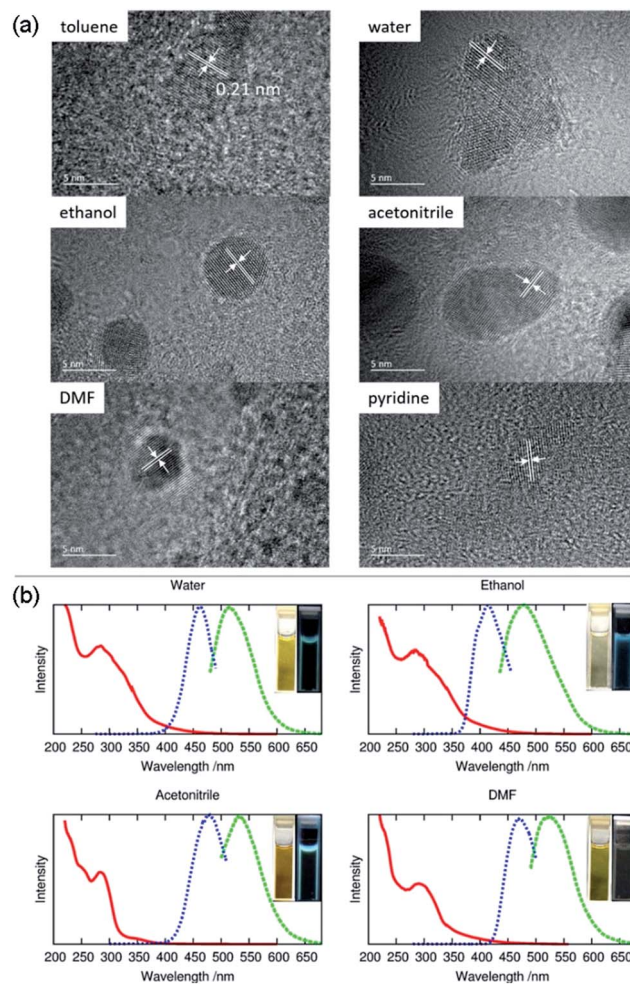 (a)
toluene
0.21 nm
5 nm
water
5 nm
ethanol
5 nm
acetonitrile
5 nm
DMF
5 nm
pyridine
5 nm
(b)
Water
Intensity
200 250 300 350 400 450 500 550 600 650
Wavelength /nm
Ethanol
Intensity
200 250 300 350 400 450 500 550 600 650
Wavelength /nm
Acetonitrile
Intensity
200 250 300 350 400 450 500 550 600 650
Wavelength /nm
DMF
Intensity
200 250 300 350 400 450 500 550 600 650
Wavelength /nm